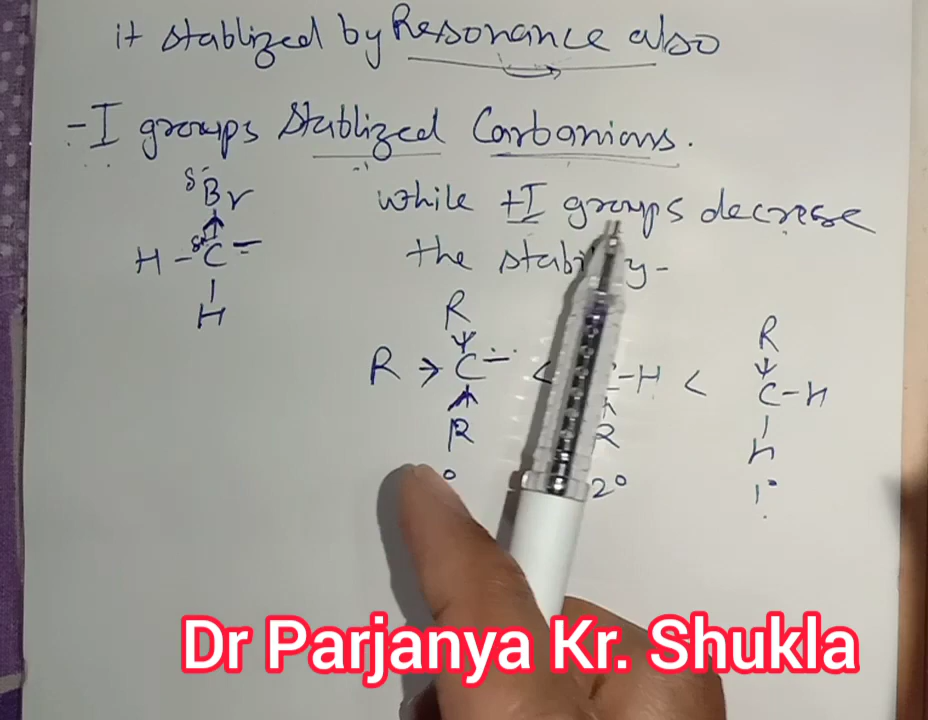 it stablized by Resonance also
-I groups Stablized Carbanions.
δ- Br
while +I groups decrese
H - C -
the
H
R
R
R → C - < -H < C-H
R R h
2° 1°
Dr Parjanya Kr. Shukla